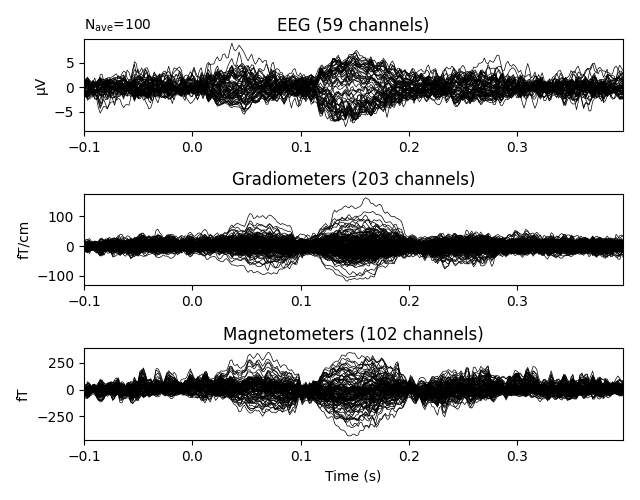 Nave=100
EEG (59 channels)
µV
5
0
−5
−0.1 0.0 0.1 0.2 0.3
Gradiometers (203 channels)
fT/cm
100
0
−100
−0.1 0.0 0.1 0.2 0.3
Magnetometers (102 channels)
fT
250
0
−250
−0.1 0.0 0.1 0.2 0.3
Time (s)